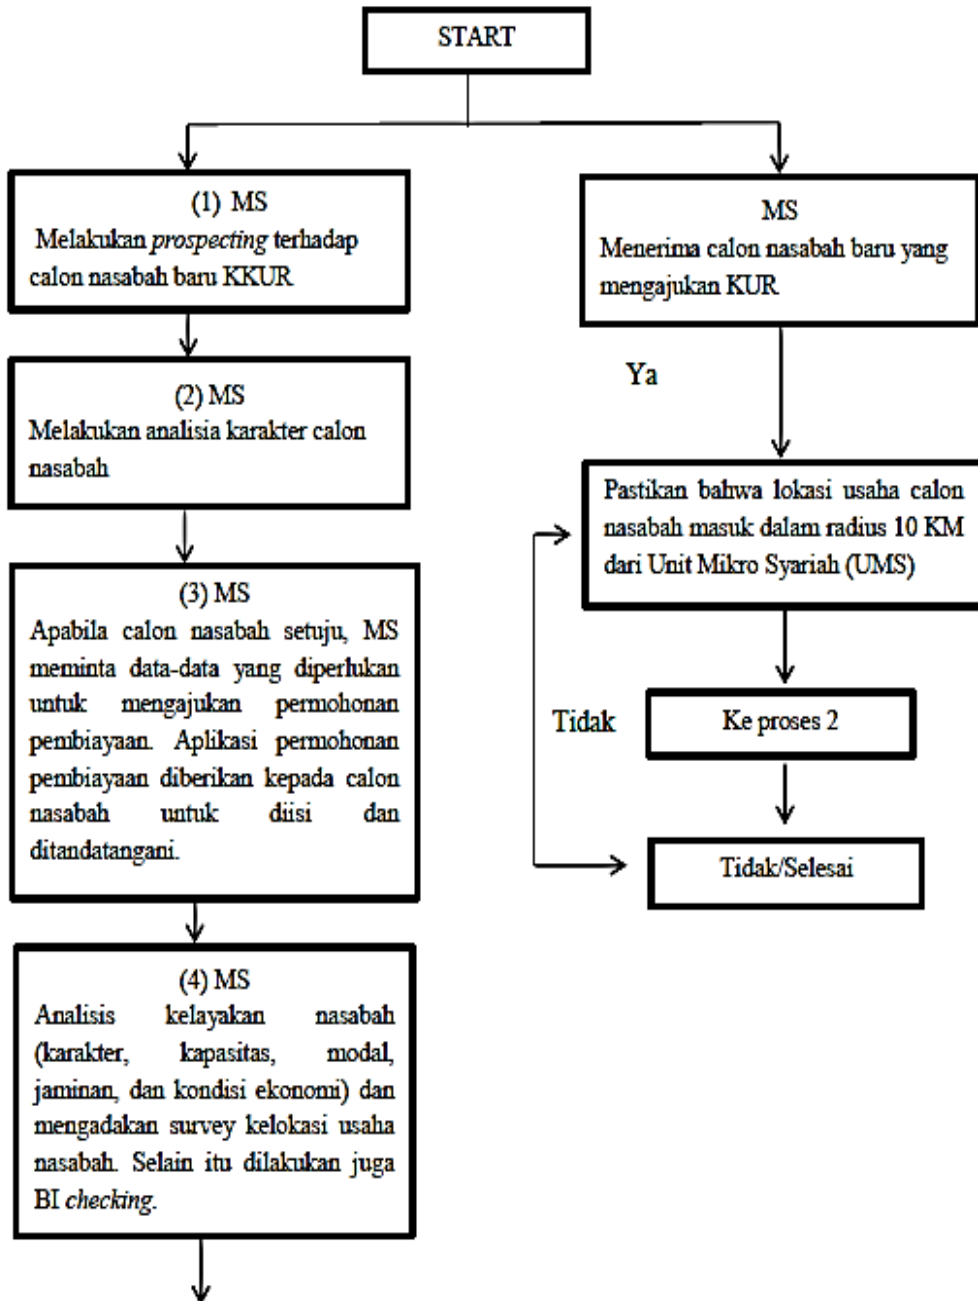 START
(1) MS
Melakukan prospecting terhadap
calon nasabah baru KKUR
MS
Menerima calon nasabah baru yang
mengajukan KUR
Ya
(2) MS
Melakukan analisia karakter calon
nasabah
Pastikan bahwa lokasi usaha calon
nasabah masuk dalam radius 10 KM
dari Unit Mikro Syariah (UMS)
(3) MS
Apabila calon nasabah setuju, MS
meminta data-data yang diperlukan
untuk mengajukan permohonan
pembiayaan. Aplikasi permohonan
pembiayaan diberikan kepada calon
nasabah untuk diisi dan
ditandatangani.
Tidak
Ke proses 2
Tidak/Selesai
(4) MS
Analisis kelayakan nasabah
(karakter, kapasitas, modal,
jaminan, dan kondisi ekonomi) dan
mengadakan survey kelokasi usaha
nasabah. Selain itu dilakukan juga
BI checking.